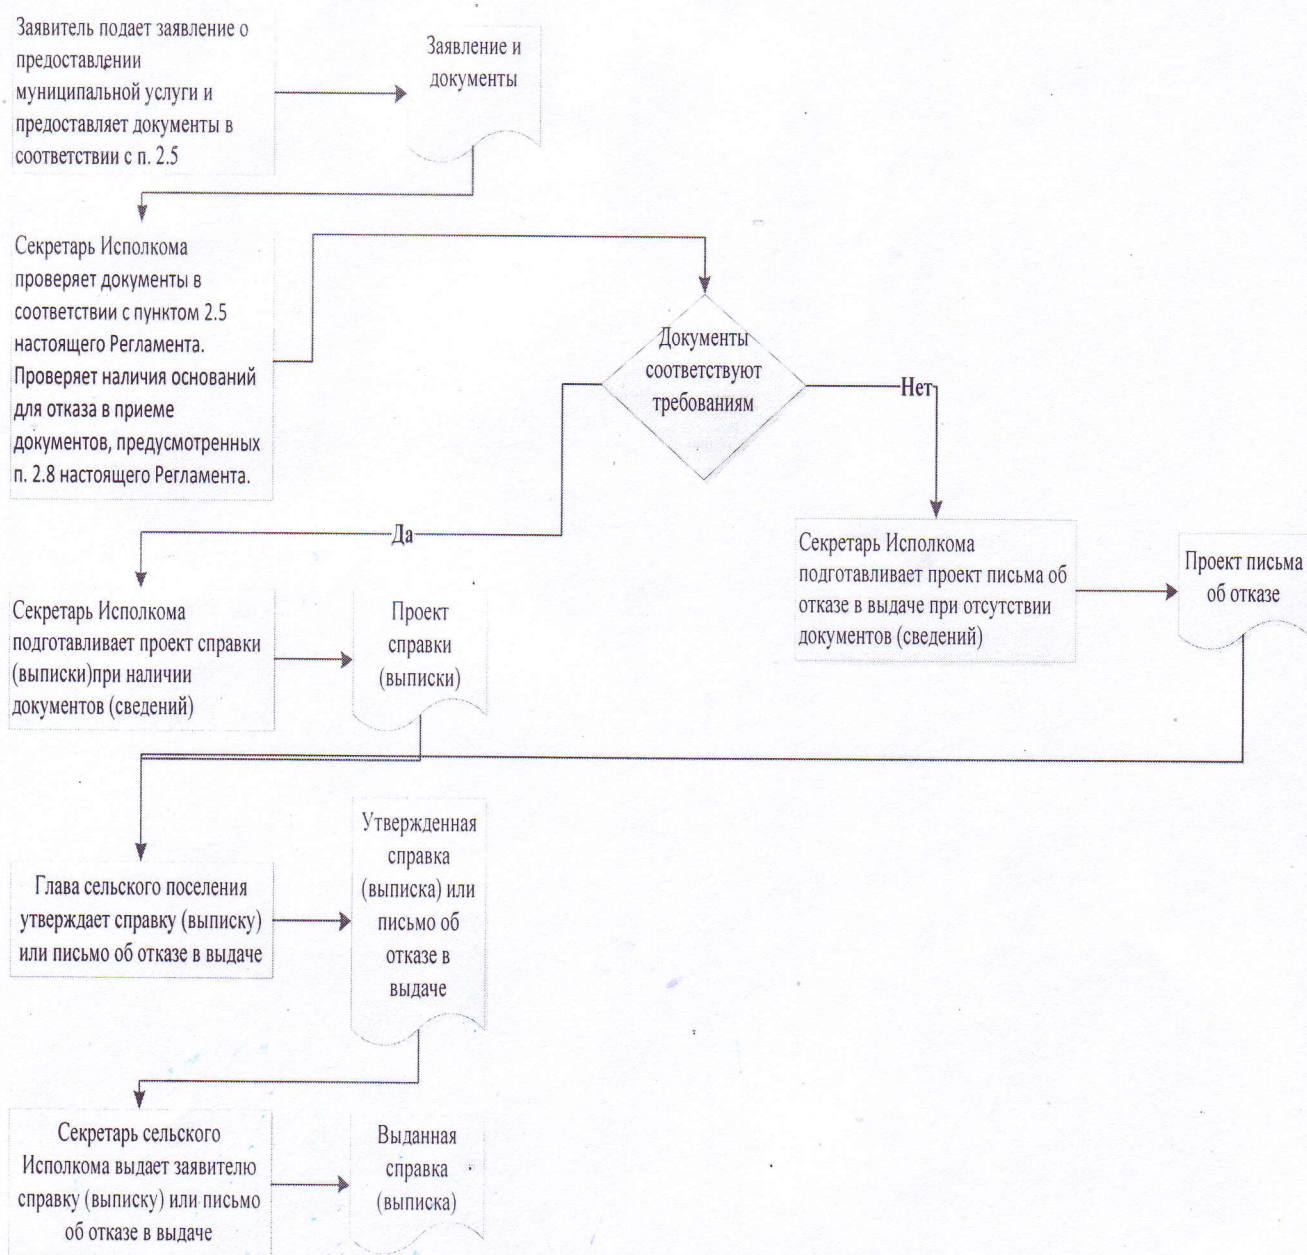 Заявитель подает заявление о
предоставлении
муниципальной услуги и
предоставляет документы в
соответствии с п. 2.5
Заявление и
документы
Секретарь Исполкома
проверяет документы в
соответствии с пунктом 2.5
настоящего Регламента.
Проверяет наличия оснований
для отказа в приеме
документов, предусмотренных
п. 2.8 настоящего Регламента.
Документы
соответствуют
требованиям
Нет
Да
Секретарь Исполкома
подготавливает проект письма об
отказе в выдаче при отсутствии
документов (сведений)
Проект письма
об отказе
Секретарь Исполкома
подготавливает проект справки
(выписки)при наличии
документов (сведений)
Проект
справки
(выписки)
Глава сельского поселения
утверждает справку (выписку)
или письмо об отказе в выдаче
Утвержденная
справка
(выписка) или
письмо об
отказе в
выдаче
Секретарь сельского
Исполкома выдает заявителю
справку (выписку) или письмо
об отказе в выдаче
Выданная
справка
(выписка)